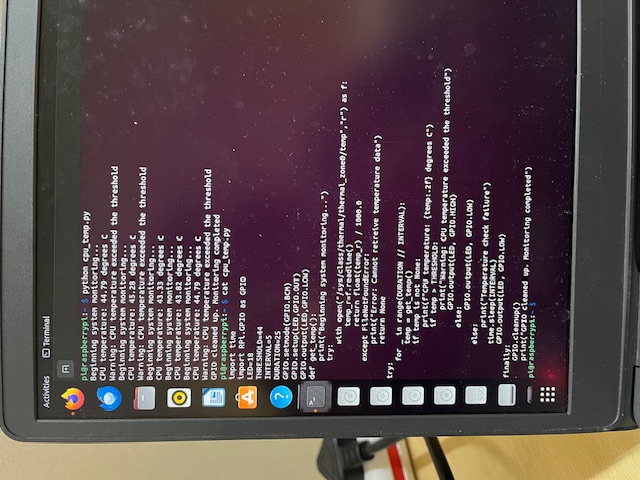 Activities
Terminal
pi@raspberrypi:~ $ python cpu_temp.py
Beginning system monitoring...
CPU temperature: 44.79 degrees C
Warning: CPU temperature exceeded the threshold
Beginning system monitoring...
CPU temperature: 45.28 degrees C
Warning: CPU temperature exceeded the threshold
Beginning system monitoring...
CPU temperature: 43.33 degrees C
Beginning system monitoring...
CPU temperature: 43.82 degrees C
Beginning system monitoring...
CPU temperature: 44.79 degrees C
Warning: CPU temperature exceeded the threshold
GPIO cleaned up. Monitoring completed
pi@raspberrypi:~ $ cat cpu_temp.py
import time
import RPi.GPIO as GPIO
LED=18
THRESHOLD=44
INTERVAL=5
DURATION=25
GPIO.setmode(GPIO.BCM)
GPIO.setup(LED,GPIO.OUT)
GPIO.output(LED,GPIO.LOW)
def get_temp():
    print("Beginning system monitoring...")
    try:
        with open("/sys/class/thermal/thermal_zone0/temp","r") as f:
            temp_r=f.readline()
            return float(temp_r) / 1000.0
    except FileNotFoundError:
        print("Error: Cannot retreive temperature data")
        return None
try:
    for _ in range(DURATION // INTERVAL):
        temp = get_temp()
        if temp is not None:
            print(f"CPU temperature: {temp:.2f} degrees C")
            if temp > THRESHOLD:
                print("Warning: CPU temperature exceeded the threshold")
                GPIO.output(LED, GPIO.HIGH)
            else:
                GPIO.output(LED, GPIO.LOW)
        else:
            print("Temperature check failure")
        time.sleep(INTERVAL)
        GPIO.output(LED, GPIO.LOW)
finally:
    GPIO.cleanup()
    print("GPIO cleaned up. Monitoring completed")
pi@raspberrypi:~ $